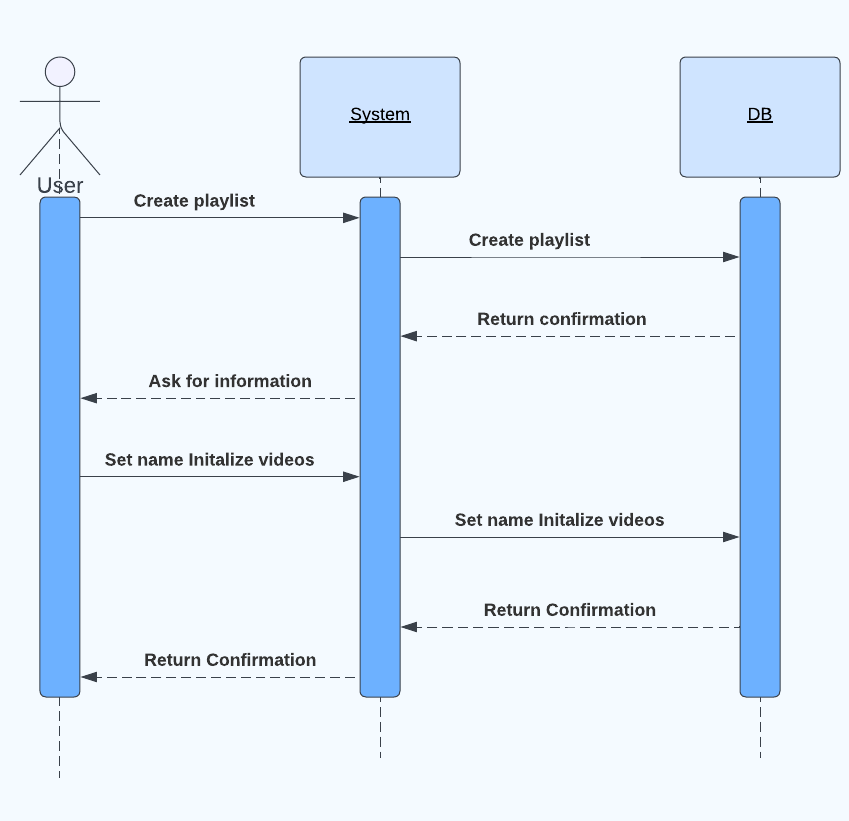 System
DB
User
Create playlist
Create playlist
Return confirmation
Ask for information
Set name Initalize videos
Set name Initalize videos
Return Confirmation
Return Confirmation